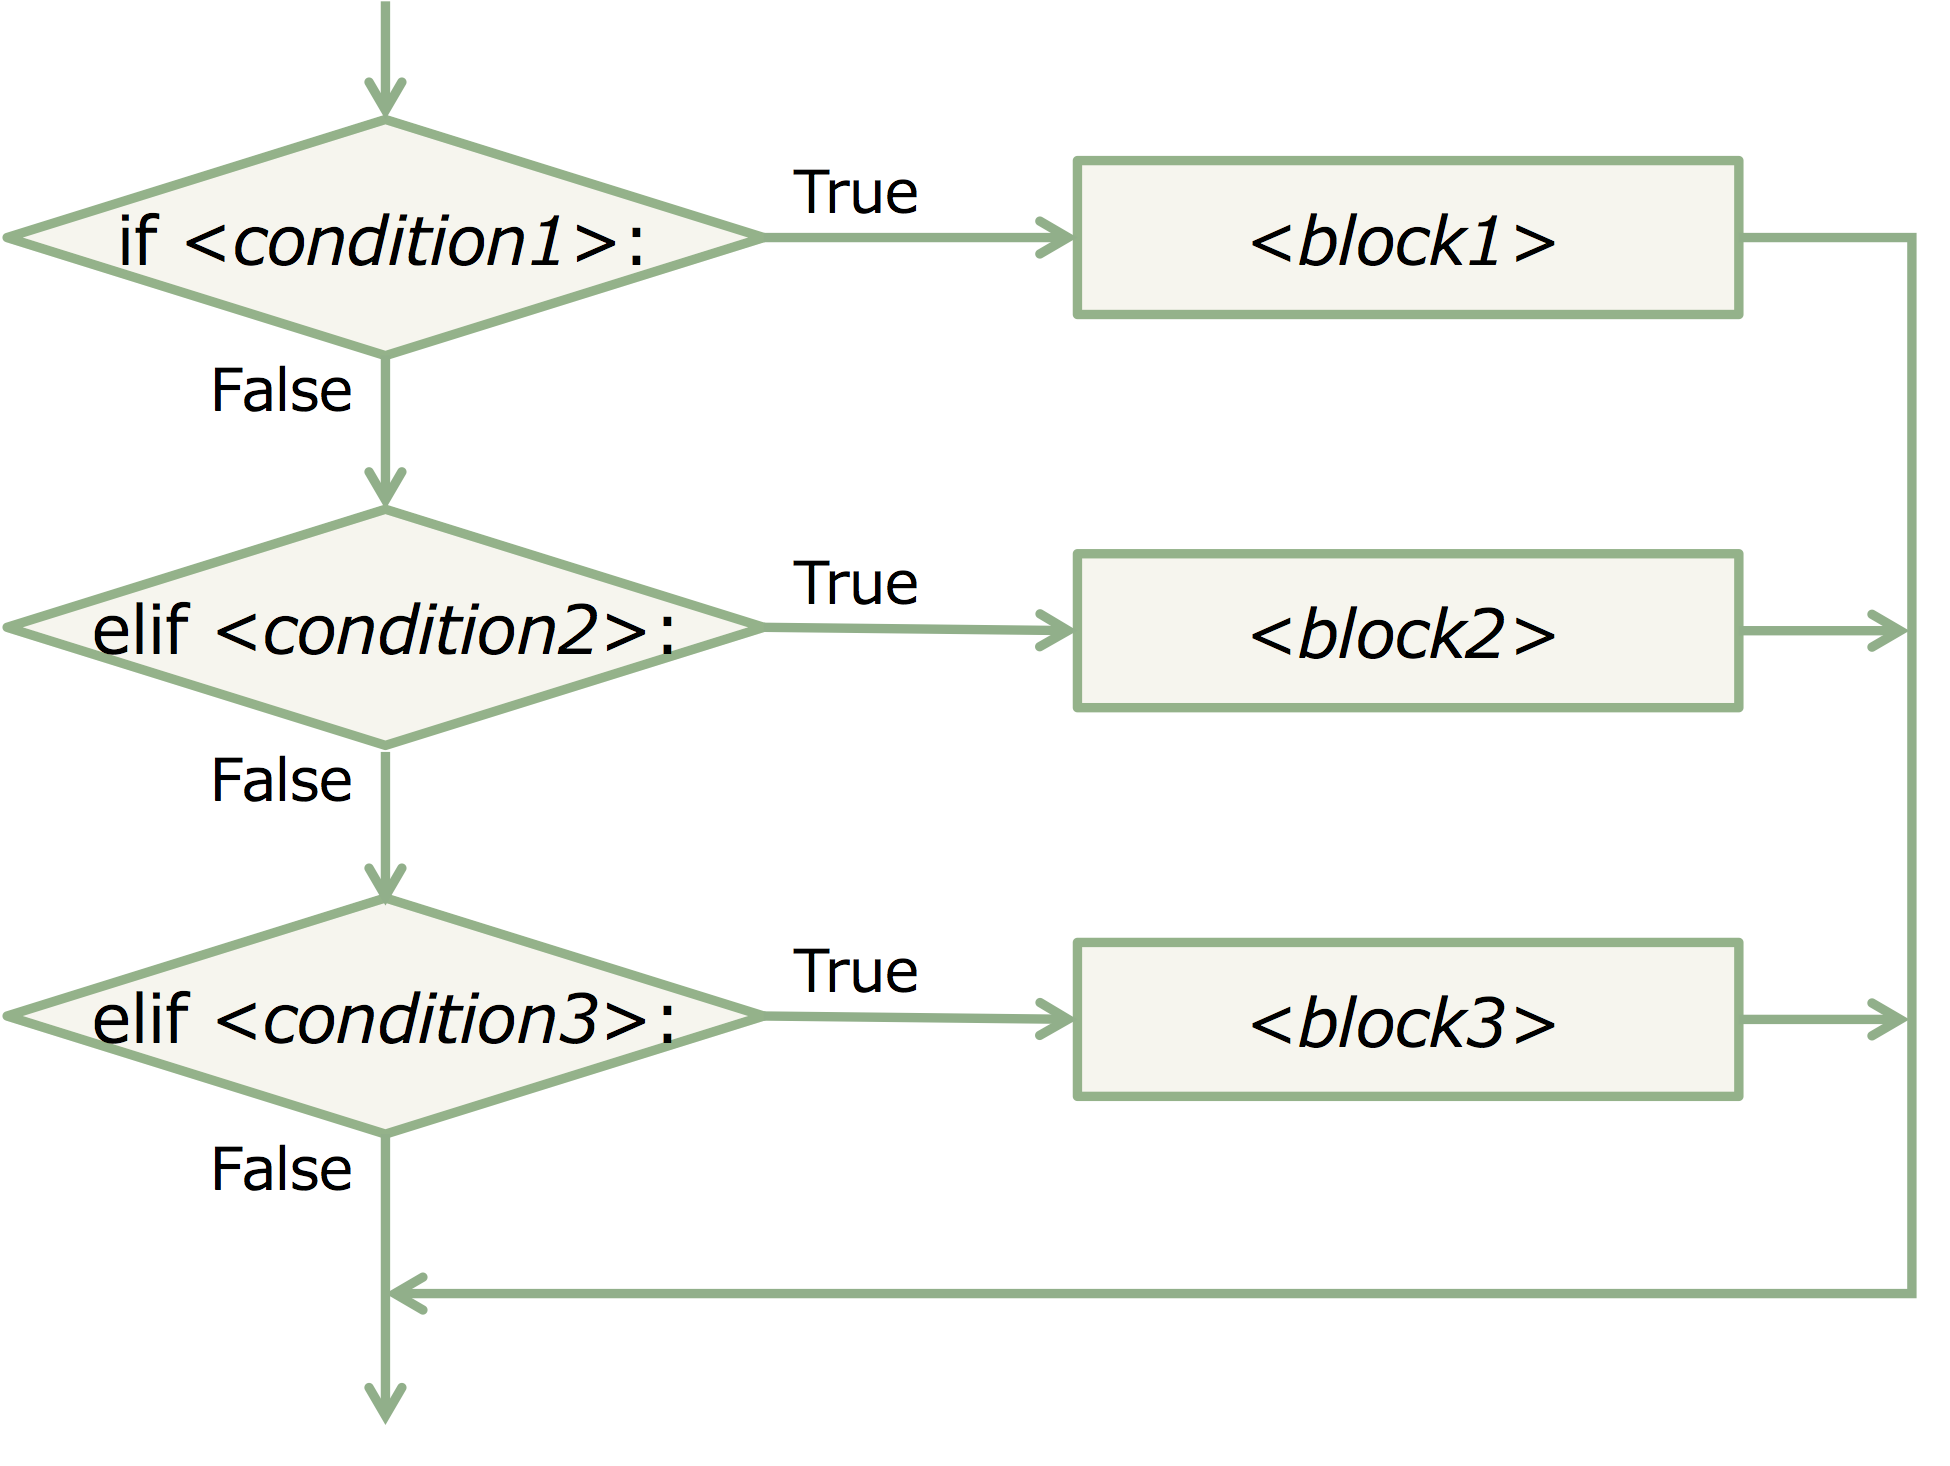 if <condition1>:
True
<block1>
False
elif <condition2>:
True
<block2>
False
elif <condition3>:
True
<block3>
False